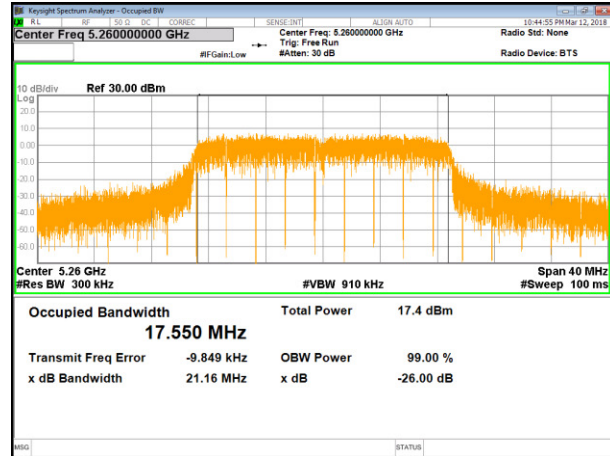 Keysight Spectrum Analyzer - Occupied BW
RL RF 50 Ω DC CORREC SENSE:INT ALIGN AUTO 10:44:55 PM Mar 12, 2018
Center Freq 5.260000000 GHz Center Freq: 5.260000000 GHz Radio Std: None
Trig: Free Run
#IFGain:Low #Atten: 30 dB Radio Device: BTS
10 dB/div Ref 30.00 dBm
Log
20.0
10.0
0.00
-10.0
-20.0
-30.0
-40.0
-50.0
-60.0
Center 5.26 GHz Span 40 MHz
#Res BW 300 kHz #VBW 910 kHz #Sweep 100 ms
Occupied Bandwidth Total Power 17.4 dBm
17.550 MHz
Transmit Freq Error -9.849 kHz OBW Power 99.00 %
x dB Bandwidth 21.16 MHz x dB -26.00 dB
MSG STATUS